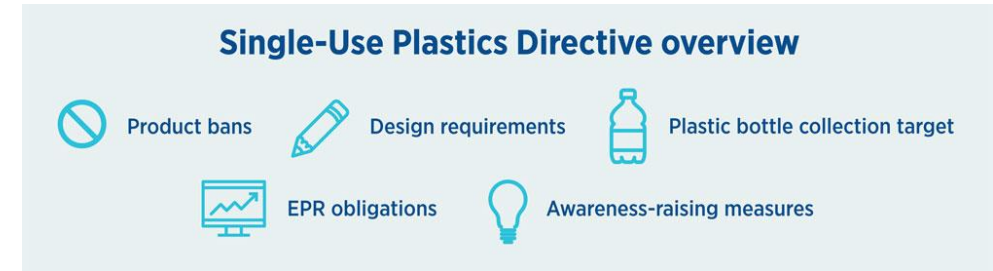 Single-Use Plastics Directive overview
Product bans
Design requirements
Plastic bottle collection target
EPR obligations
Awareness-raising measures